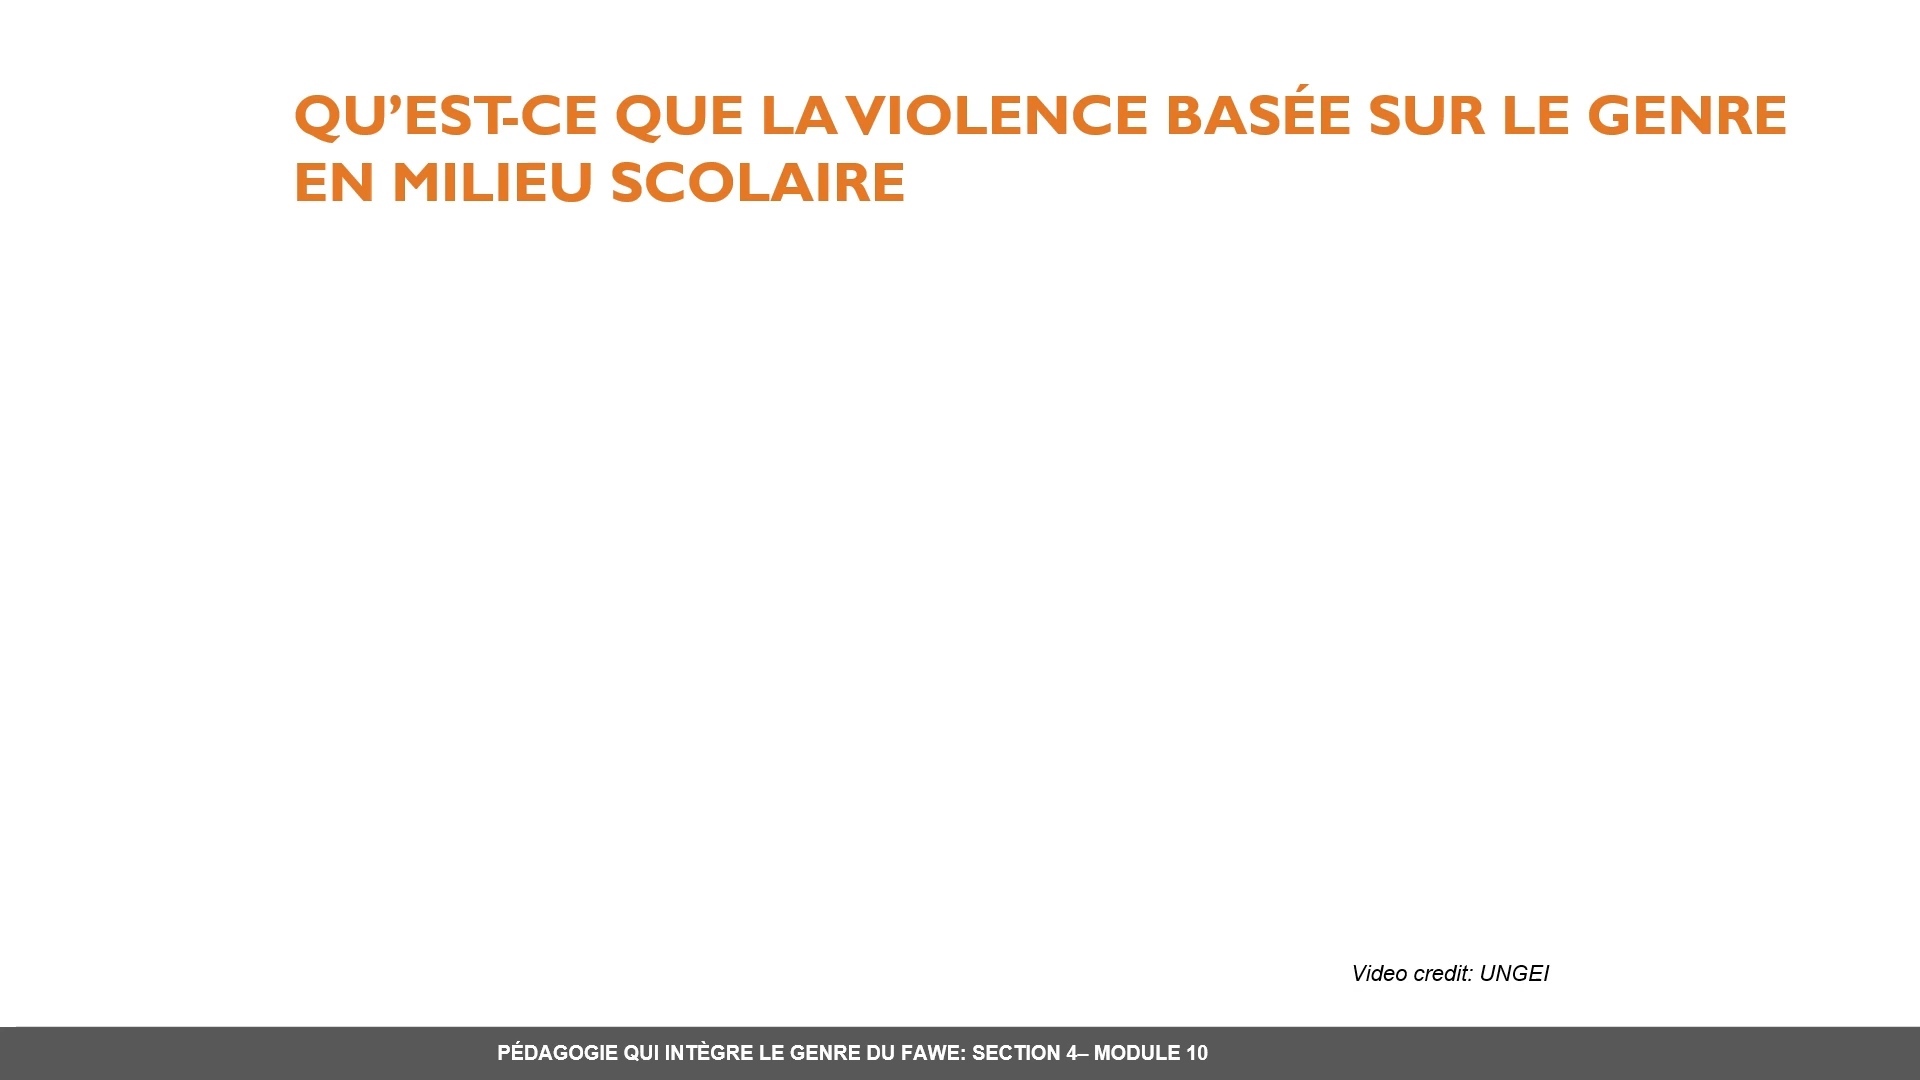 QU’EST-CE QUE LA VIOLENCE BASÉE SUR LE GENRE
EN MILIEU SCOLAIRE
Video credit: UNGEI
PÉDAGOGIE QUI INTÈGRE LE GENRE DU FAWE: SECTION 4– MODULE 10